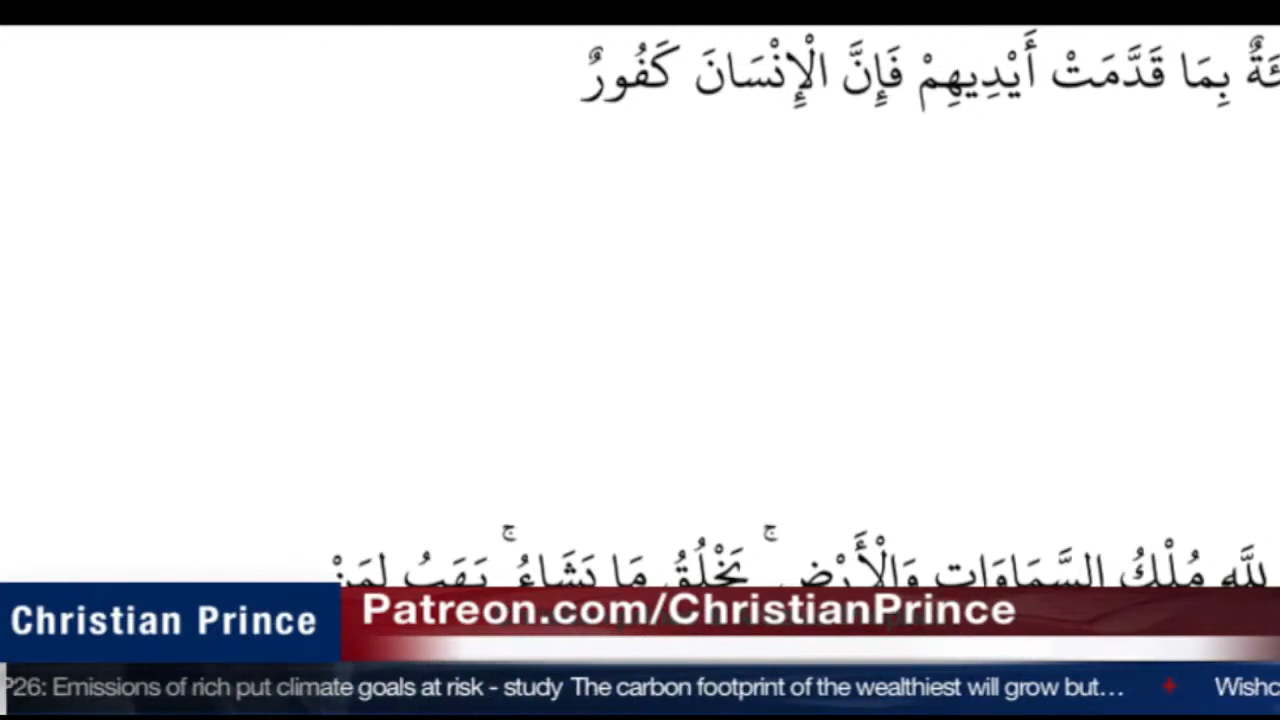 بِمَا قَدَّمَتْ أَيْدِيهِمْ فَإِنَّ الْإِنْسَانَ كَفُورٌ
لِلَّهِ مُلْكُ السَّمَاوَاتِ وَالْأَرْضِ ۚ يَخْلُقُ مَا يَشَاءُ ۚ يَهَبُ لِمَنْ
Christian Prince
Patreon.com/ChristianPrince
P26: Emissions of rich put climate goals at risk - study The carbon footprint of the wealthiest will grow but...